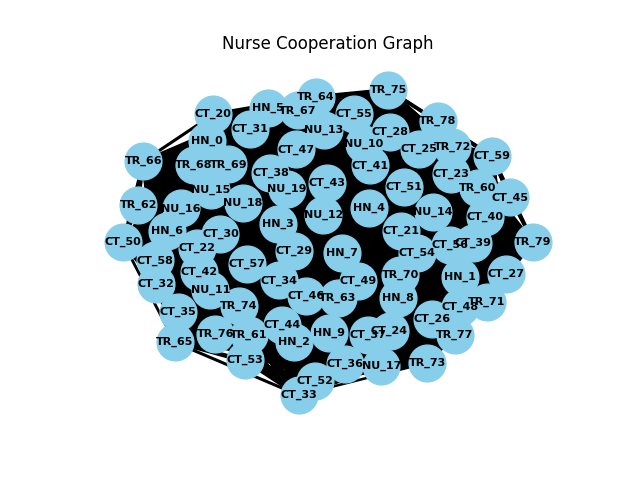 Nurse Cooperation Graph
TR_75
TR_64
HN_5
TR_67
CT_20
CT_55
TR_78
CT_31
NU_13
CT_28
HN_0
NU_10
CT_25
TR_72
CT_47
CT_59
TR_66
TR_68
TR_69
CT_41
CT_38
CT_23
NU_15
NU_19
CT_43
CT_51
TR_60
CT_45
TR_62
NU_16
NU_18
HN_4
NU_14
CT_40
NU_12
HN_3
HN_6
CT_30
CT_21
CT_50
CT_22
CT_39
TR_79
CT_29
HN_7
CT_54
CT_58
CT_57
CT_42
TR_70
HN_1
CT_27
CT_32
CT_34
CT_49
NU_11
CT_46
TR_63
HN_8
TR_71
CT_35
TR_74
CT_48
CT_26
CT_44
TR_65
TR_76
TR_61
HN_2
HN_9
CT_24
TR_77
CT_53
CT_36
NU_17
TR_73
CT_52
CT_33